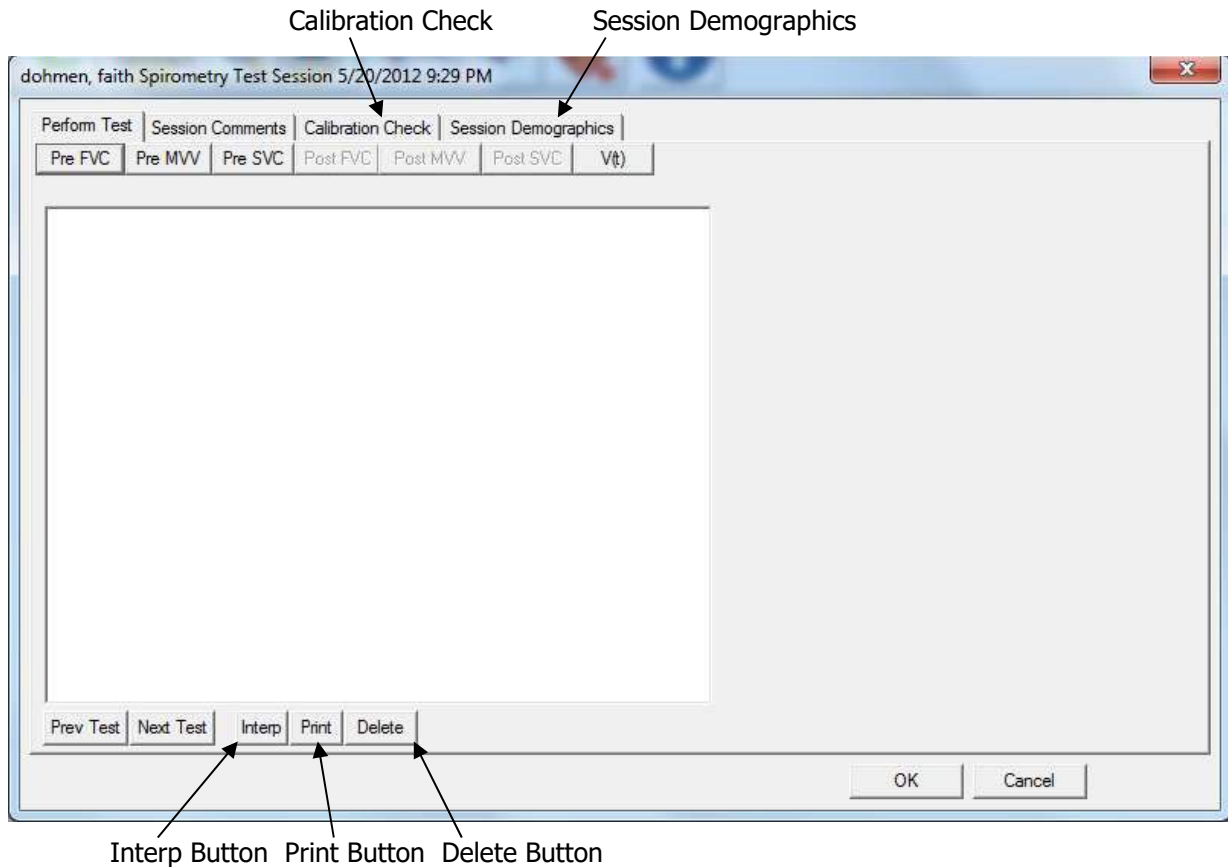 Calibration Check Session Demographics
dohmen, faith Spirometry Test Session 5/20/2012 9:29 PM
Perform Test Session Comments Calibration Check Session Demographics
Pre FVC Pre MVV Pre SVC Post FVC Post MVV Post SVC V(t)
Prev Test Next Test Interp Print Delete
OK Cancel
Interp Button Print Button Delete Button